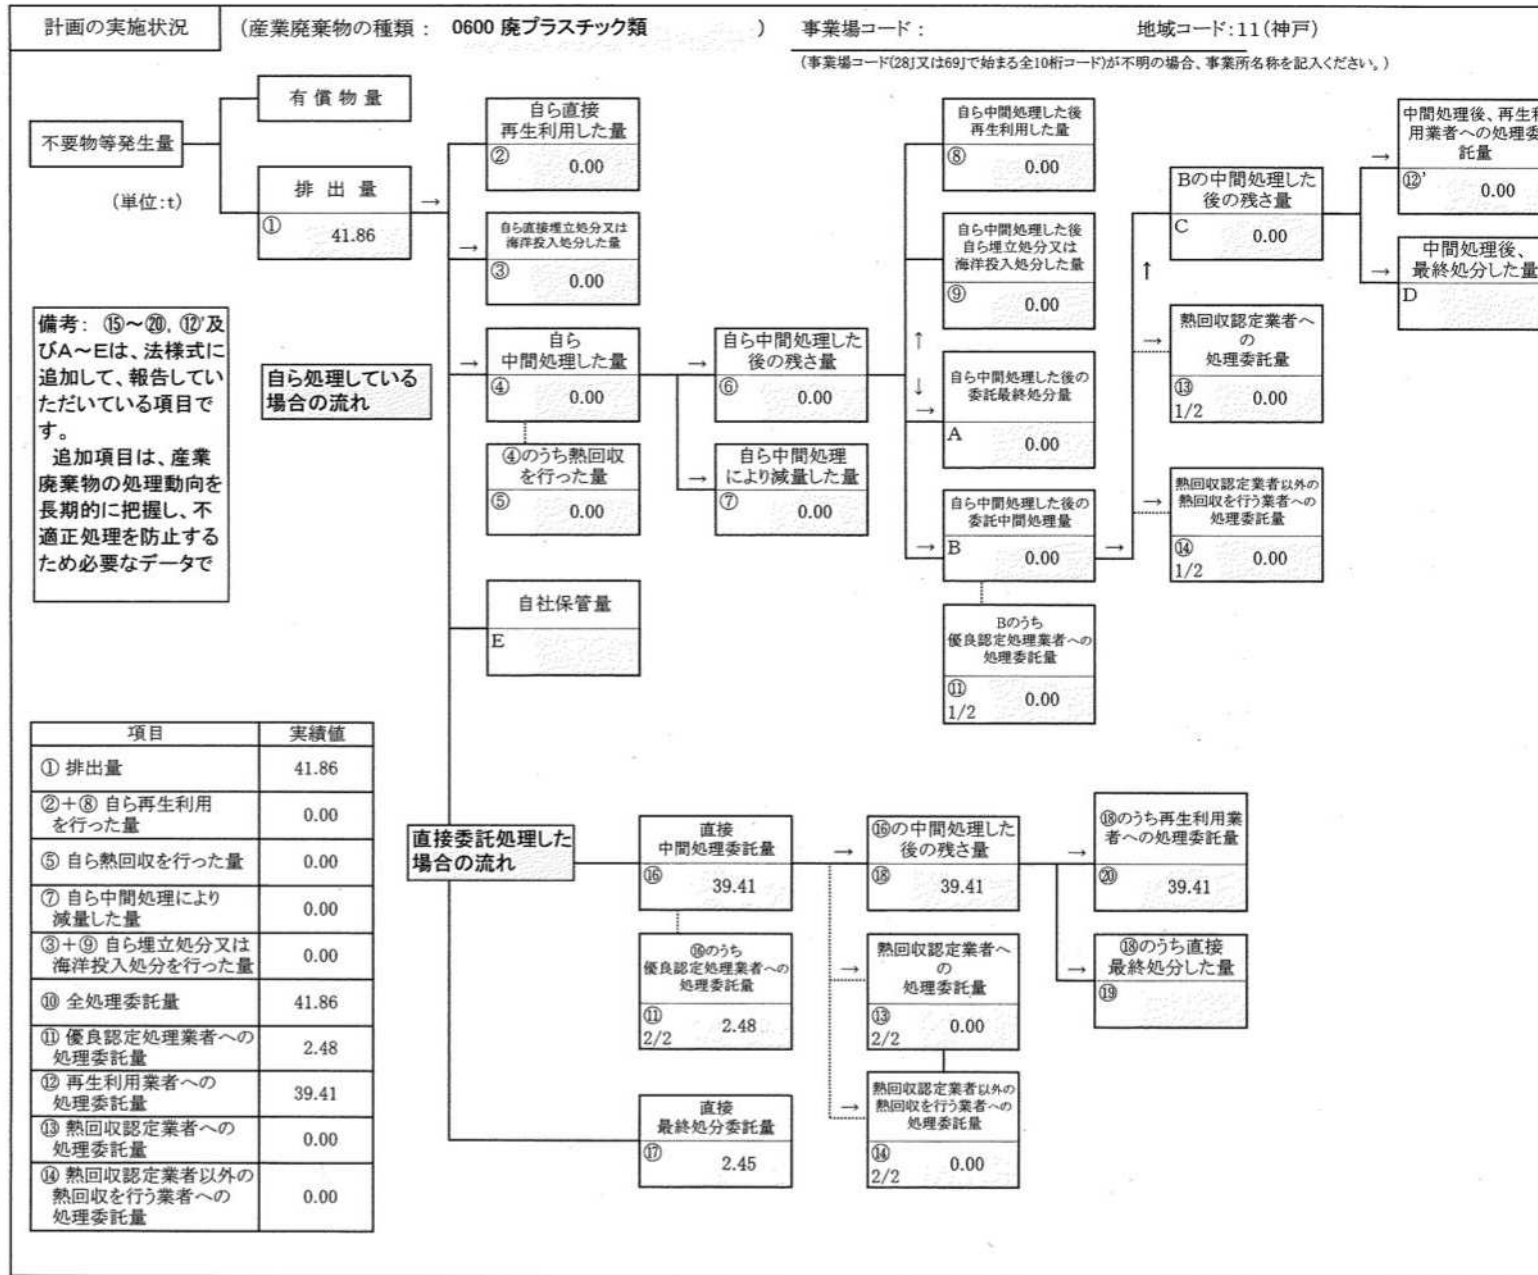 計画の実施状況
(産業廃棄物の種類: 0600 廃プラスチック類 )
事業場コード:
地域コード:11(神戸)
(事業場コード(28｣又は69｣で始まる全10桁コード)が不明の場合、事業所名称を記入ください。)
不要物等発生量
(単位:t)
有償物量
排出量
① 41.86
自ら直接
再生利用した量
② 0.00
自ら直接埋立処分又は
海洋投入処分した量
③ 0.00
自ら
中間処理した量
④ 0.00
④のうち熱回収
を行った量
⑤ 0.00
自ら中間処理した
後の残さ量
⑥ 0.00
自ら中間処理
により減量した量
⑦ 0.00
自ら中間処理した後
再生利用した量
⑧ 0.00
自ら中間処理した後
自ら埋立処分又は
海洋投入処分した量
⑨ 0.00
自ら中間処理した後の
委託最終処分量
A 0.00
自ら中間処理した後の
委託中間処理量
B 0.00
Bのうち
優良認定処理業者への
処理委託量
⑪
1/2 0.00
Bの中間処理した
後の残さ量
C 0.00
熱回収認定業者へ
の
処理委託量
⑬
1/2 0.00
熱回収認定業者以外の
熱回収を行う業者への
処理委託量
⑭
1/2 0.00
中間処理後、再生利
用業者への処理委
託量
⑫' 0.00
中間処理後、
最終処分した量
D
備考: ⑮～⑳, ⑫'及
びA～Eは、法様式に
追加して、報告してい
ただいている項目で
す。
追加項目は、産業
廃棄物の処理動向を
長期的に把握し、不
適正処理を防止する
ため必要なデータで
自ら処理している
場合の流れ
自社保管量
E
項目 実績値
① 排出量 41.86
②＋⑧ 自ら再生利用
を行った量 0.00
⑤ 自ら熱回収を行った量 0.00
⑦ 自ら中間処理により
減量した量 0.00
③＋⑨ 自ら埋立処分又は
海洋投入処分を行った量 0.00
⑩ 全処理委託量 41.86
⑪ 優良認定処理業者への
処理委託量 2.48
⑫ 再生利用業者への
処理委託量 39.41
⑬ 熱回収認定業者への
処理委託量 0.00
⑭ 熱回収認定業者以外の
熱回収を行う業者への
処理委託量 0.00
直接委託処理した
場合の流れ
直接
中間処理委託量
⑯ 39.41
⑯のうち
優良認定処理業者への
処理委託量
⑪
2/2 2.48
直接
最終処分委託量
⑰ 2.45
⑯の中間処理した
後の残さ量
⑱ 39.41
熱回収認定業者へ
の
処理委託量
⑬
2/2 0.00
熱回収認定業者以外の
熱回収を行う業者への
処理委託量
⑭
2/2 0.00
⑱のうち再生利用業
者への処理委託量
⑳ 39.41
⑱のうち直接
最終処分した量
⑲